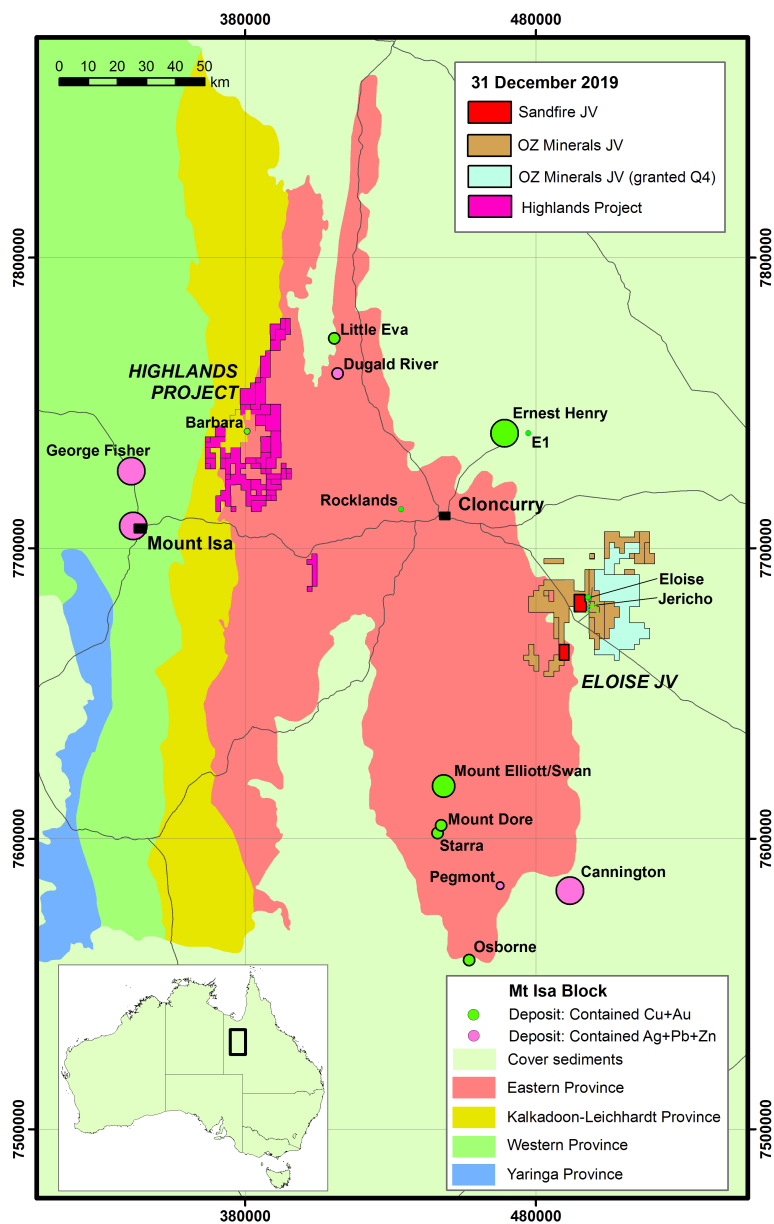 380000
480000
0 10 20 30 40 50
km
31 December 2019
Sandfire JV
OZ Minerals JV
OZ Minerals JV (granted Q4)
Highlands Project
7800000
7800000
Little Eva
Dugald River
HIGHLANDS
PROJECT
Barbara
Ernest Henry
E1
George Fisher
Rocklands
Cloncurry
Mount Isa
7700000
7700000
Eloise
Jericho
ELOISE JV
Mount Elliott/Swan
Mount Dore
Starra
7600000
7600000
Pegmont
Cannington
Osborne
Mt Isa Block
Deposit: Contained Cu+Au
Deposit: Contained Ag+Pb+Zn
Cover sediments
Eastern Province
Kalkadoon-Leichhardt Province
Western Province
Yaringa Province
7500000
7500000
380000
480000